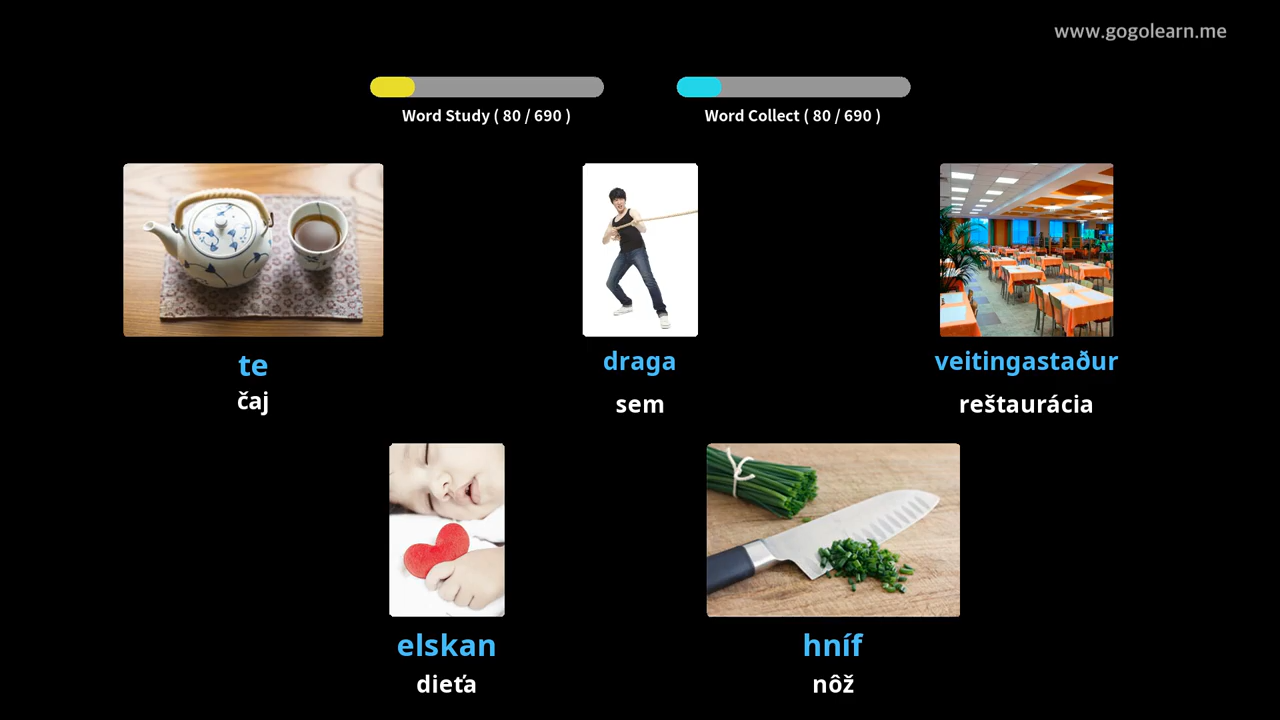 www.gogolearn.me
Word Study ( 80 / 690 )
Word Collect ( 80 / 690 )
te
čaj
draga
sem
veitingastaður
reštaurácia
elskan
dieťa
hníf
nôž